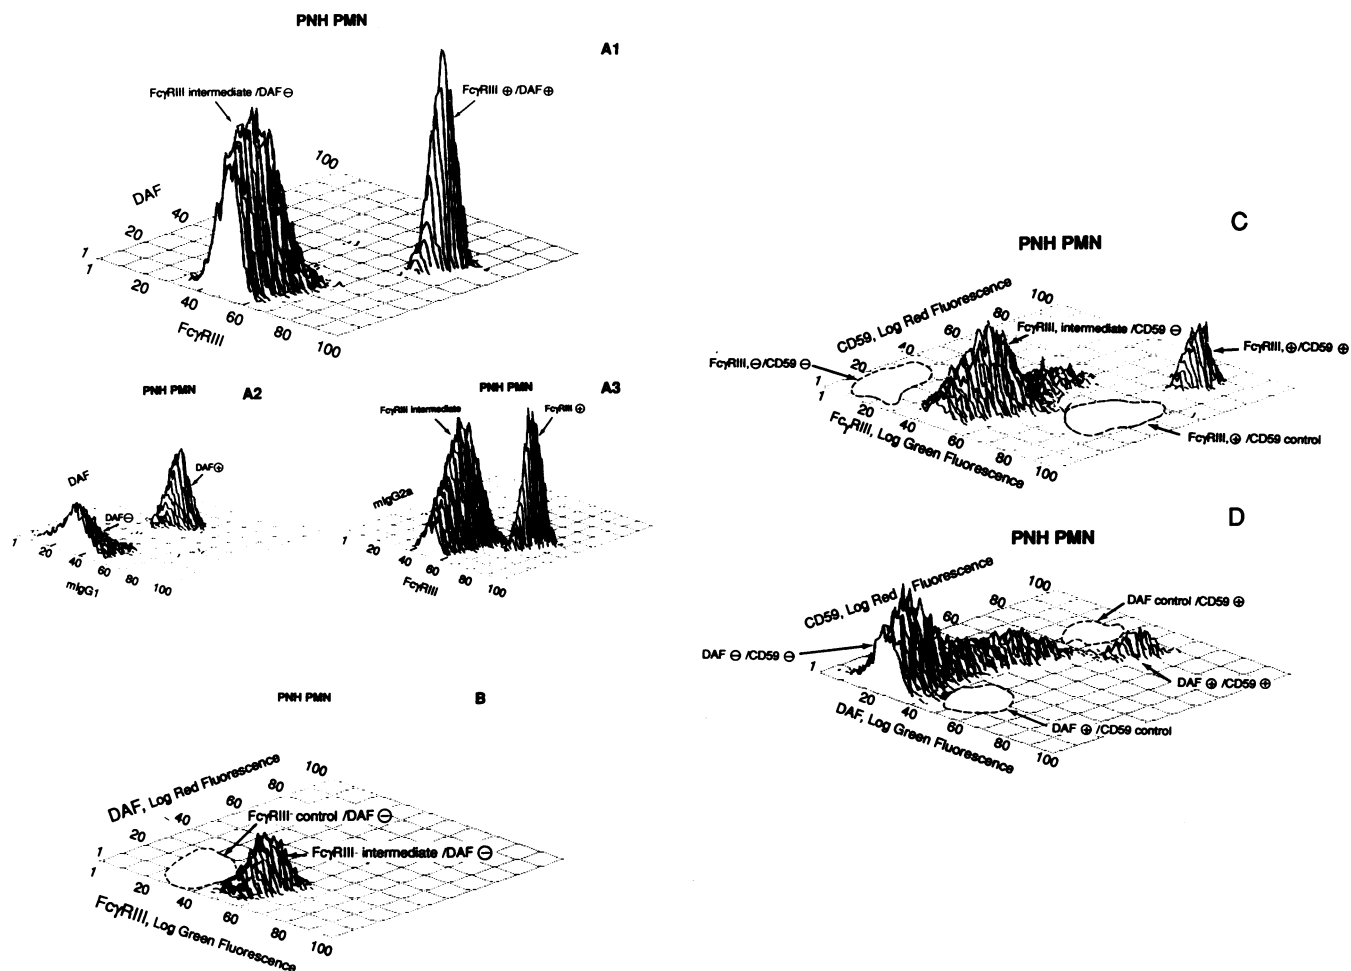 PNH PMN
A1
FcγRIII intermediate /DAF ⊖
FcγRIII ⊕ /DAF ⊕
100
DAF
40
20
1
1
20
40
60
80
100
FcγRIII
PNH PMN
A2
DAF
DAF⊕
DAF⊖
1
20
40
60
80
100
mIgG1
PNH PMN
A3
FcγRIII intermediate
FcγRIII ⊕
mIgG2a
1
20
40
60
80
100
FcγRIII
PNH PMN
B
DAF, Log Red Fluorescence
100
80
60
40
20
1
1
FcγRIII control /DAF ⊖
FcγRIII intermediate /DAF ⊖
20
40
60
80
100
FcγRIII, Log Green Fluorescence
C
PNH PMN
CD59, Log Red Fluorescence
100
80
60
40
20
1
1
FcγRIII, intermediate /CD59 ⊖
FcγRIII, ⊕/CD59 ⊕
FcγRIII, ⊖/CD59 ⊖
20
40
60
80
100
FcγRIII, Log Green Fluorescence
FcγRIII, ⊕ /CD59 control
D
PNH PMN
CD59, Log Red Fluorescence
100
80
60
DAF control /CD59 ⊕
DAF ⊖ /CD59 ⊖
1
DAF ⊕ /CD59 ⊕
20
40
60
80
100
DAF ⊕ /CD59 control
DAF, Log Green Fluorescence